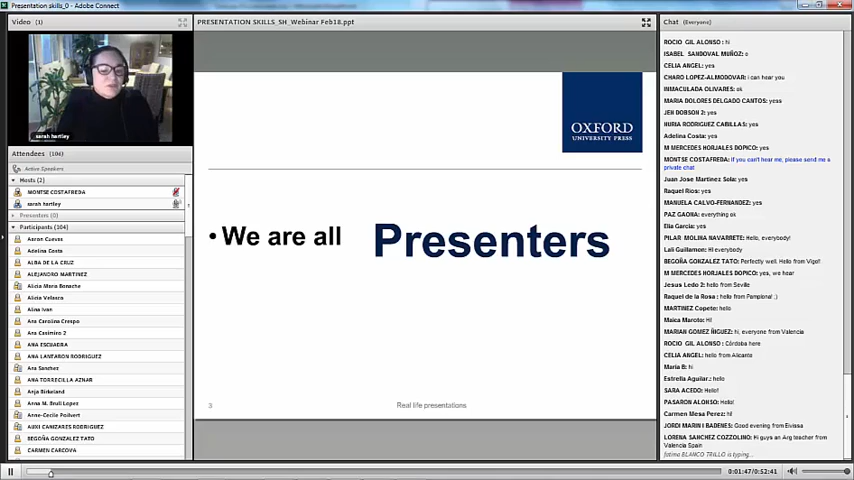 Presentation skills_0 - Adobe Connect
Video (1)
sarah hartley
Attendees (104)
Active Speakers
Hosts (2)
MONTSE COSTAFREDA
sarah hartley
Presenters (0)
Participants (104)
Aaron Cuevas
Adelina Costa
ALBA DE LA CRUZ
ALEJANDRO MARTINEZ
Alicia Maria Bonache
Alicia Velasco
Alina Ivan
Ana Carolina Crespo
Ana Casimiro 2
ANA ESCUADRA
ANA LANTARON RODRIGUEZ
Ana Sanchez
ANA TORRECILLA AZNAR
Anja Birkeland
Anna M. Brull Lopez
Anne-Cecile Poilvert
AUXI CANIZARES RODRIGUEZ
BEGOÑA GONZALEZ TATO
CARMEN CARCOVA
PRESENTATION SKILLS_SH_Webinar Feb18.ppt
OXFORD
UNIVERSITY PRESS
• We are all Presenters
3
Real life presentations
Chat (Everyone)
ROCIO GIL ALONSO: hi
ISABEL SANDOVAL MUÑOZ: o
CELIA ANGEL: yes
CHARO LOPEZ-ALMODOVAR: i can hear you
INMACULADA OLIVARES: ok
MARIA DOLORES DELGADO CANTOS: yess
JEN DOBSON 2: yes
NURIA RODRIGUEZ CABILLAS: yes
Adelina Costa: yes
M MERCEDES HORJALES DOPICO: yes
MONTSE COSTAFREDA: If you can't hear me, please send me a
private chat
Juan Jose Martinez Sola: yes
Raquel Rios: yes
MANUELA CALVO-FERNANDEZ: yes
PAZ GAONA: everything ok
Elia Garcia: yes
PILAR MOLINA NAVARRETE: Hello, everybody!
Lali Guillamon: Hi everybody
BEGOÑA GONZALEZ TATO: Perfectly well. Hello from Vigo!
M MERCEDES HORJALES DOPICO: yes, we hear
Jesus Ledo 2: hello from Seville
Raquel de la Rosa: hello from Pamplona! ;)
MARTINEZ Copete: hello
Maica Maroto: Hi!
MARIAN GOMEZ ÑIGUEZ: hi, everyone from Valencia
ROCIO GIL ALONSO: Córdoba here
CELIA ANGEL: hello from Alicante
Maria B: hi
Estrella Aguilar: hello
SARA ACEDO: Hello!
PASARON ALONSO: Hello!
Carmen Mesa Perez: hi!
JORDI MARIN I BADENES: Good evening from Eivissa
LORENA SANCHEZ COZZOLINO: Hi guys an Arg teacher from
Valencia Spain
fatima BLANCO TRILLO is typing...
0:01:47/0:52:41